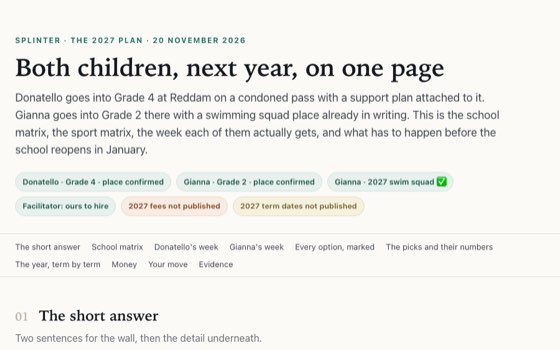 SPLINTER · THE 2027 PLAN · 20 NOVEMBER 2026
Both children, next year, on one page
Donatello goes into Grade 4 at Reddam on a condoned pass with a support plan attached to it.
Gianna goes into Grade 2 there with a swimming squad place already in writing. This is the school
matrix, the sport matrix, the week each of them actually gets, and what has to happen before the
school reopens in January.
Donatello · Grade 4 · place confirmed Gianna · Grade 2 · place confirmed Gianna · 2027 swim squad ✅
Facilitator: ours to hire 2027 fees not published 2027 term dates not published
The short answer School matrix Donatello's week Gianna's week Every option, marked The picks and their numbers
The year, term by term Money Your move Evidence
01 The short answer
Two sentences for the wall, then the detail underneath.